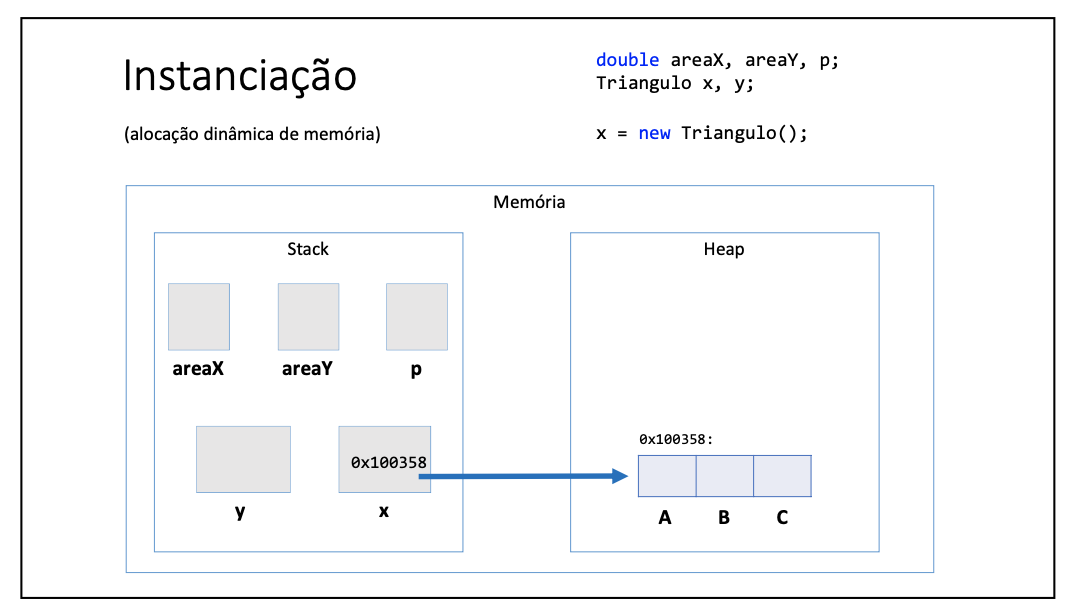 Instanciação
(alocação dinâmica de memória)
double areaX, areaY, p;
Triangulo x, y;
x = new Triangulo();
Memória
Stack
areaX areaY p
0x100358
y x
Heap
0x100358:
A B C